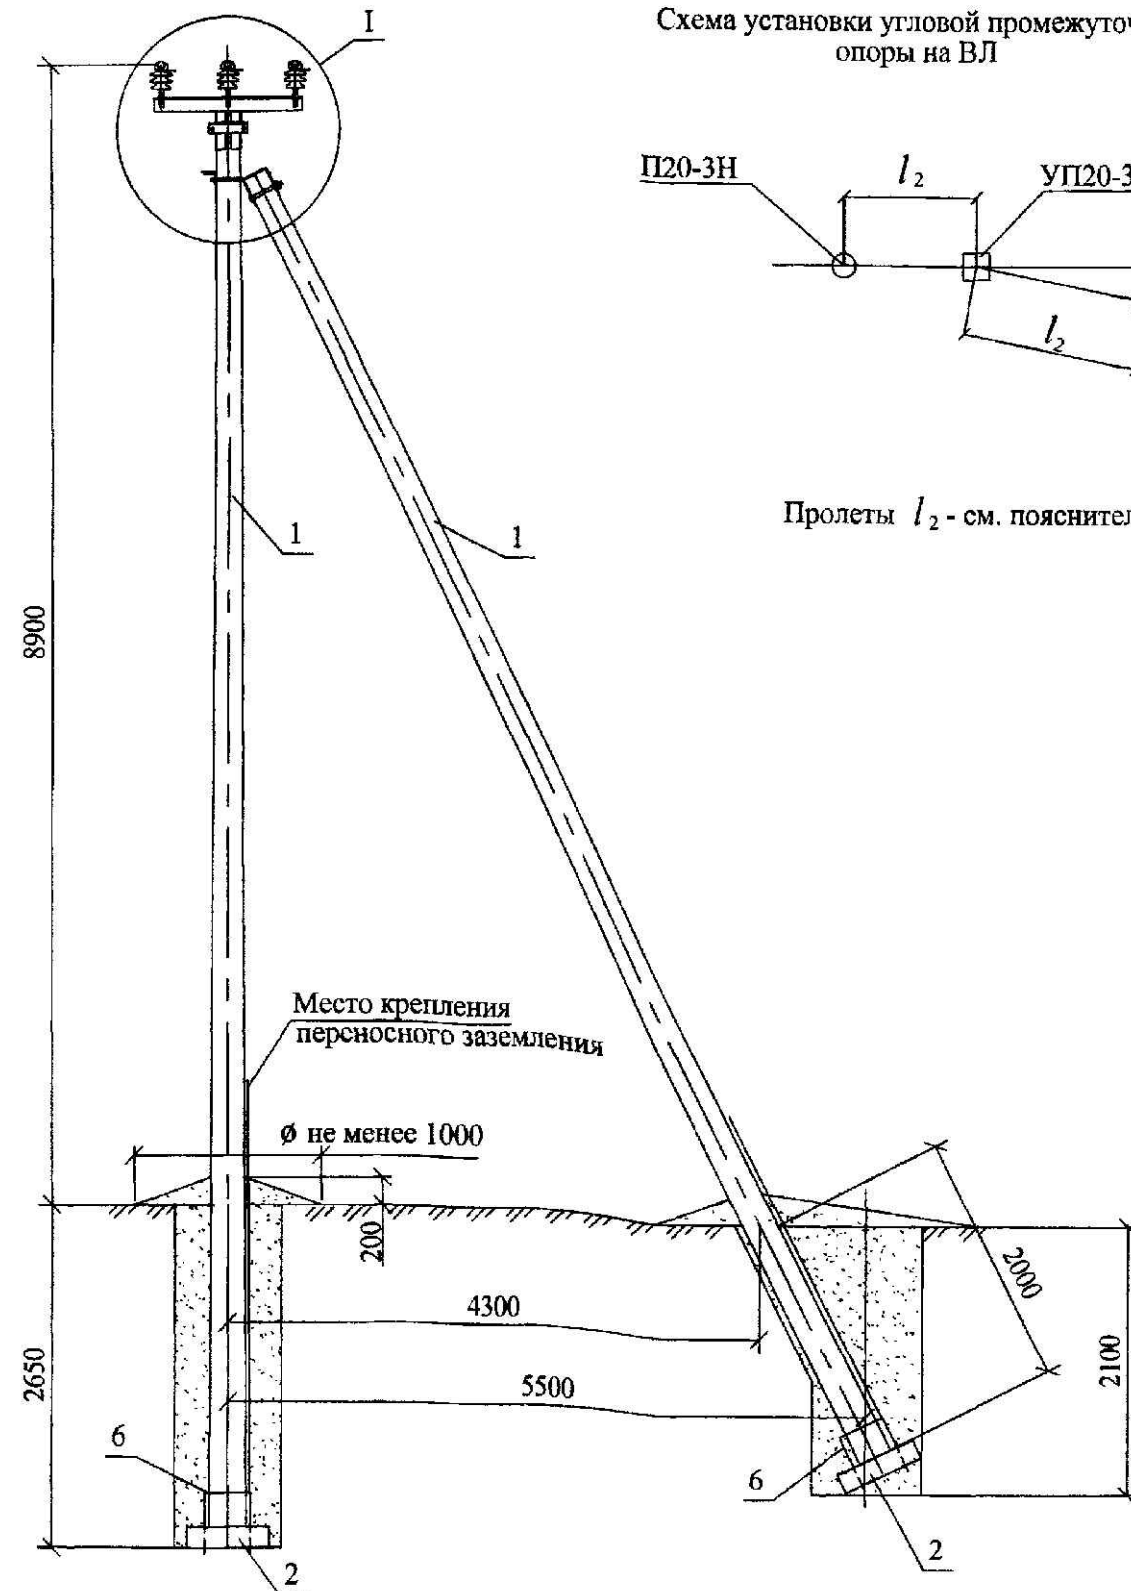 I
Схема установки угловой промежуточ
опоры на ВЛ
П20-3Н
l2
УП20-3
l2
Пролеты l2 - см. пояснител
1
1
8900
Место крепления
переносного заземления
ø не менее 1000
200
4300
2000
2650
5500
2100
6
6
2
2